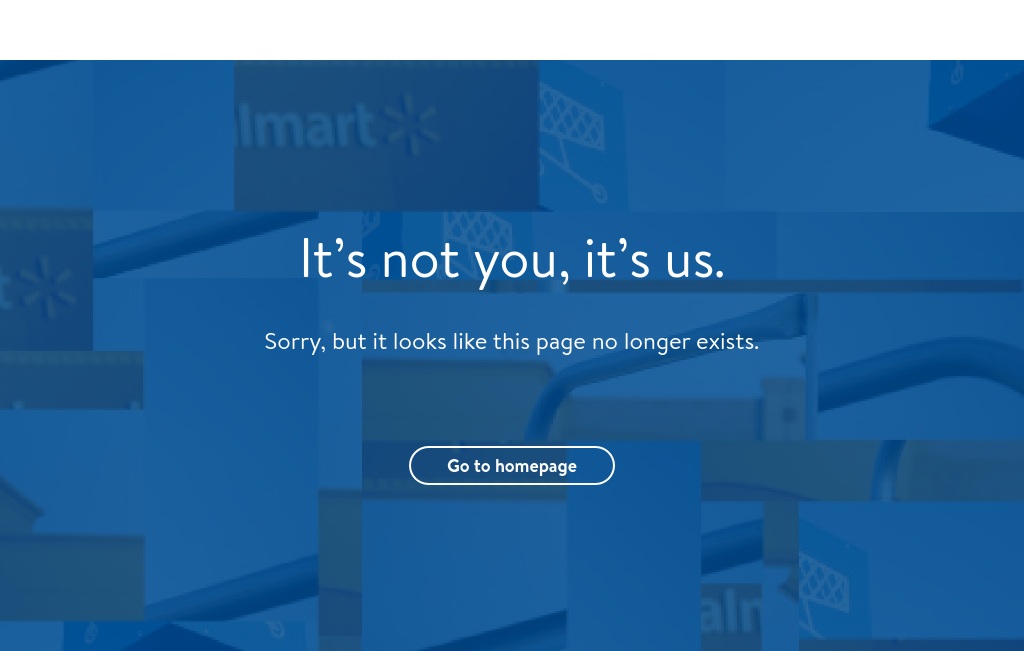 lmart
It’s not you, it’s us.
Sorry, but it looks like this page no longer exists.
Go to homepage
aln